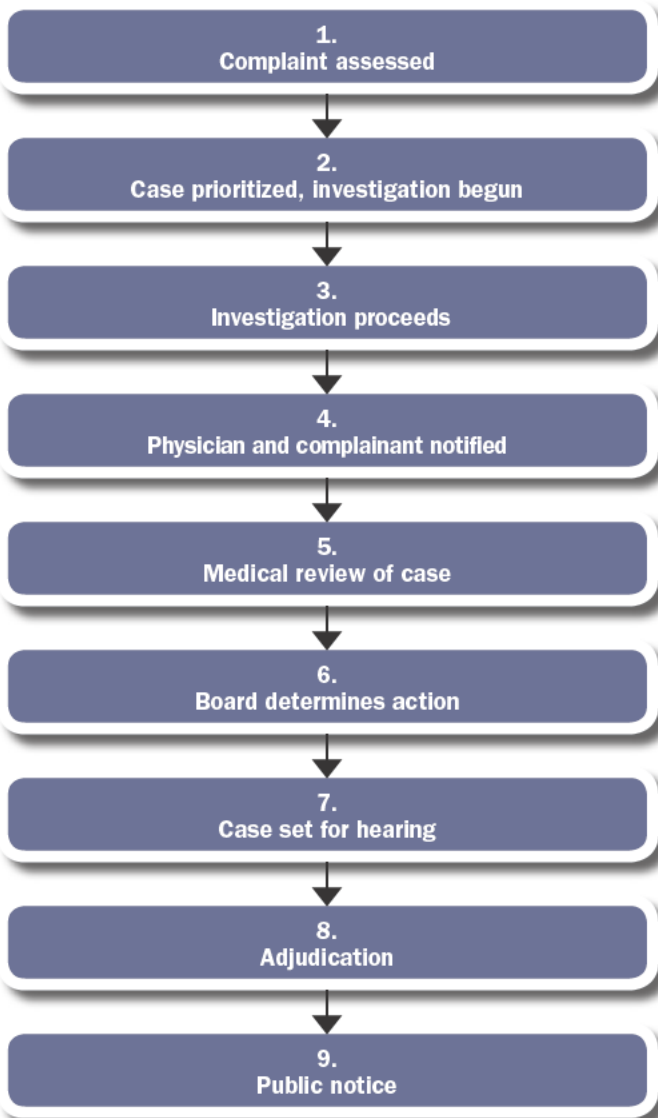 1.
Complaint assessed
2.
Case prioritized, investigation begun
3.
Investigation proceeds
4.
Physician and complainant notified
5.
Medical review of case
6.
Board determines action
7.
Case set for hearing
8.
Adjudication
9.
Public notice